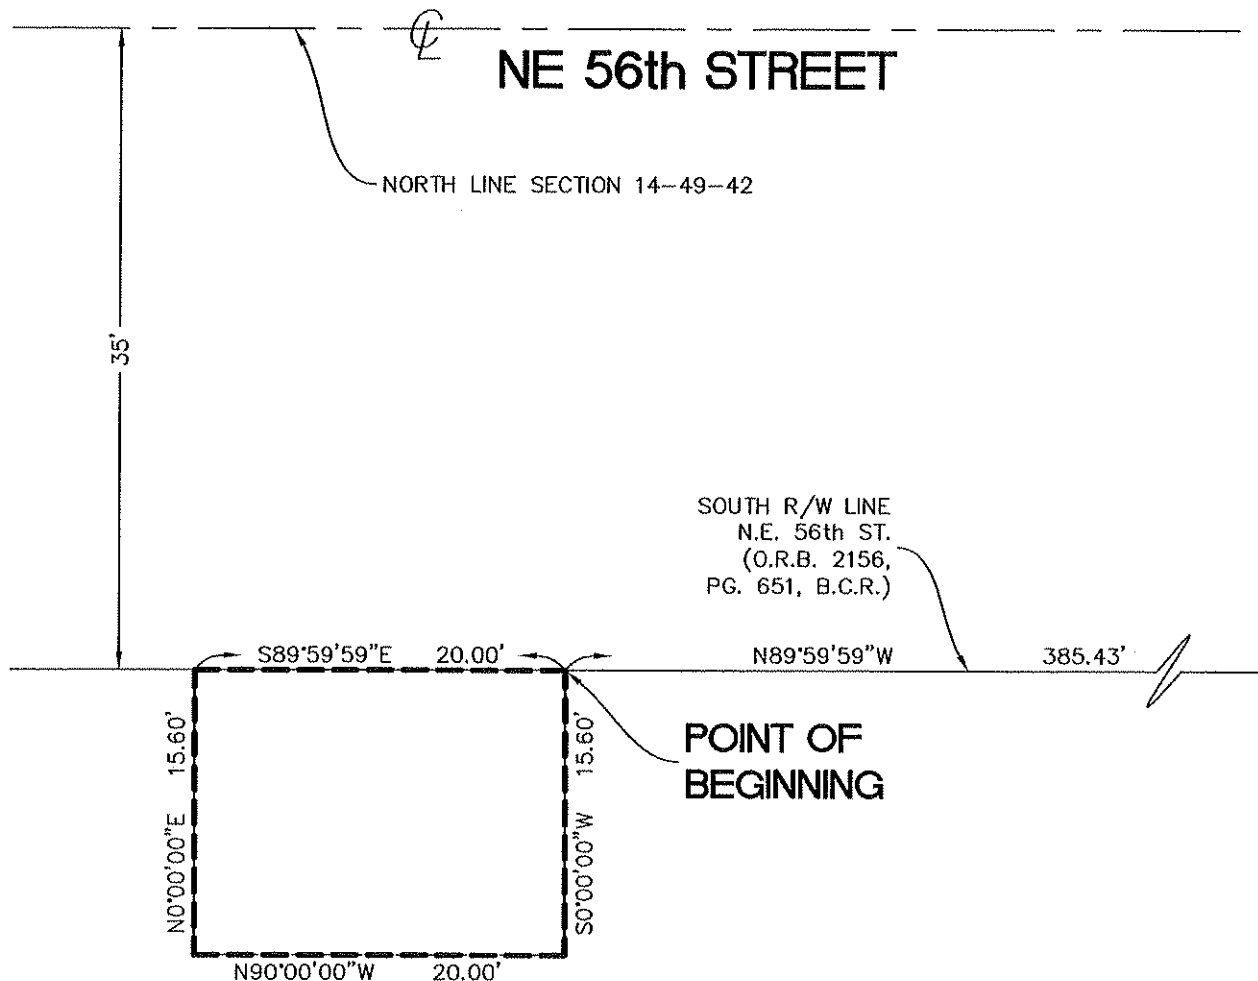 ℄
NE 56th STREET
NORTH LINE SECTION 14-49-42
35'
SOUTH R/W LINE
N.E. 56th ST.
(O.R.B. 2156,
PG. 651, B.C.R.)
S89°59'59"E 20.00'
N89°59'59"W 385.43'
POINT OF
BEGINNING
N0°00'00"E 15.60'
S0°00'00"W 15.60'
N90°00'00"W 20.00'